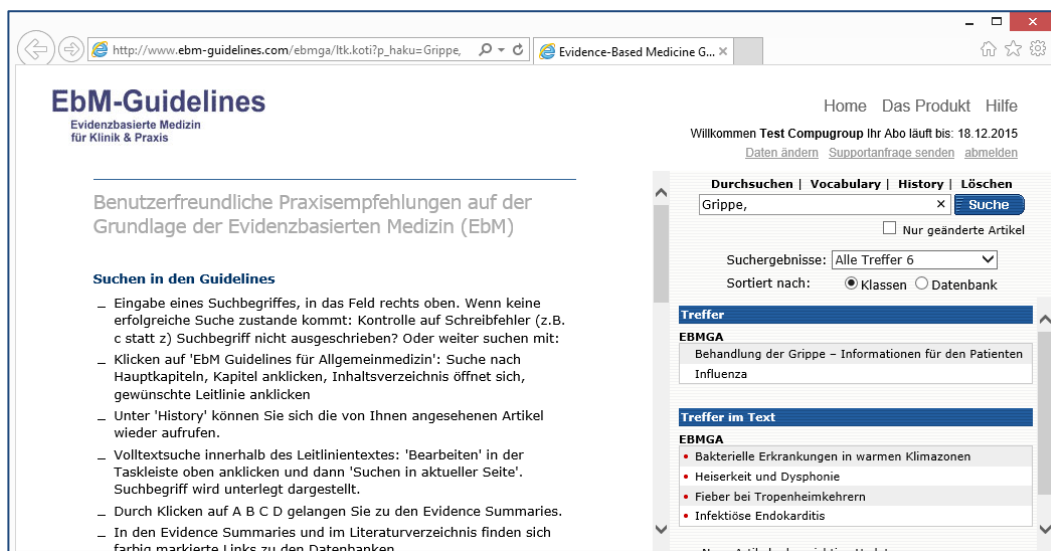 http://www.ebm-guidelines.com/ebmga/ltk.koti?p_haku=Grippe,
Evidence-Based Medicine G...
EbM-Guidelines
Evidenzbasierte Medizin
für Klinik & Praxis
Home Das Produkt Hilfe
Willkommen Test Compugroup Ihr Abo läuft bis: 18.12.2015
Daten ändern Supportanfrage senden abmelden
Benutzerfreundliche Praxisempfehlungen auf der
Grundlage der Evidenzbasierten Medizin (EbM)
Suchen in den Guidelines
_ Eingabe eines Suchbegriffes, in das Feld rechts oben. Wenn keine
erfolgreiche Suche zustande kommt: Kontrolle auf Schreibfehler (z.B.
c statt z) Suchbegriff nicht ausgeschrieben? Oder weiter suchen mit:
_ Klicken auf 'EbM Guidelines für Allgemeinmedizin': Suche nach
Hauptkapiteln, Kapitel anklicken, Inhaltsverzeichnis öffnet sich,
gewünschte Leitlinie anklicken
_ Unter 'History' können Sie sich die von Ihnen angesehenen Artikel
wieder aufrufen.
_ Volltextsuche innerhalb des Leitlinientextes: 'Bearbeiten' in der
Taskleiste oben anklicken und dann 'Suchen in aktueller Seite'.
Suchbegriff wird unterlegt dargestellt.
_ Durch Klicken auf A B C D gelangen Sie zu den Evidence Summaries.
_ In den Evidence Summaries und im Literaturverzeichnis finden sich
farbig markierte Links zu den Datenbanken
Durchsuchen | Vocabulary | History | Löschen
Grippe, Suche
Nur geänderte Artikel
Suchergebnisse: Alle Treffer 6
Sortiert nach: Klassen Datenbank
Treffer
EBMGA
Behandlung der Grippe – Informationen für den Patienten
Influenza
Treffer im Text
EBMGA
• Bakterielle Erkrankungen in warmen Klimazonen
• Heiserkeit und Dysphonie
• Fieber bei Tropenheimkehrern
• Infektiöse Endokarditis